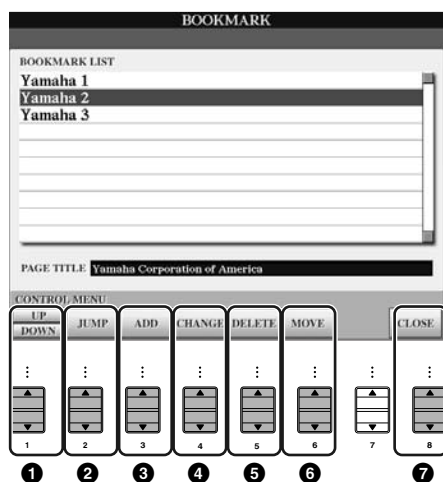 BOOKMARK
BOOKMARK LIST
Yamaha 1
Yamaha 2
Yamaha 3
PAGE TITLE Yamaha Corporation of America
CONTROL MENU
UP
DOWN JUMP ADD CHANGE DELETE MOVE CLOSE
1 2 3 4 5 6 7 8
1 2 3 4 5 6 7